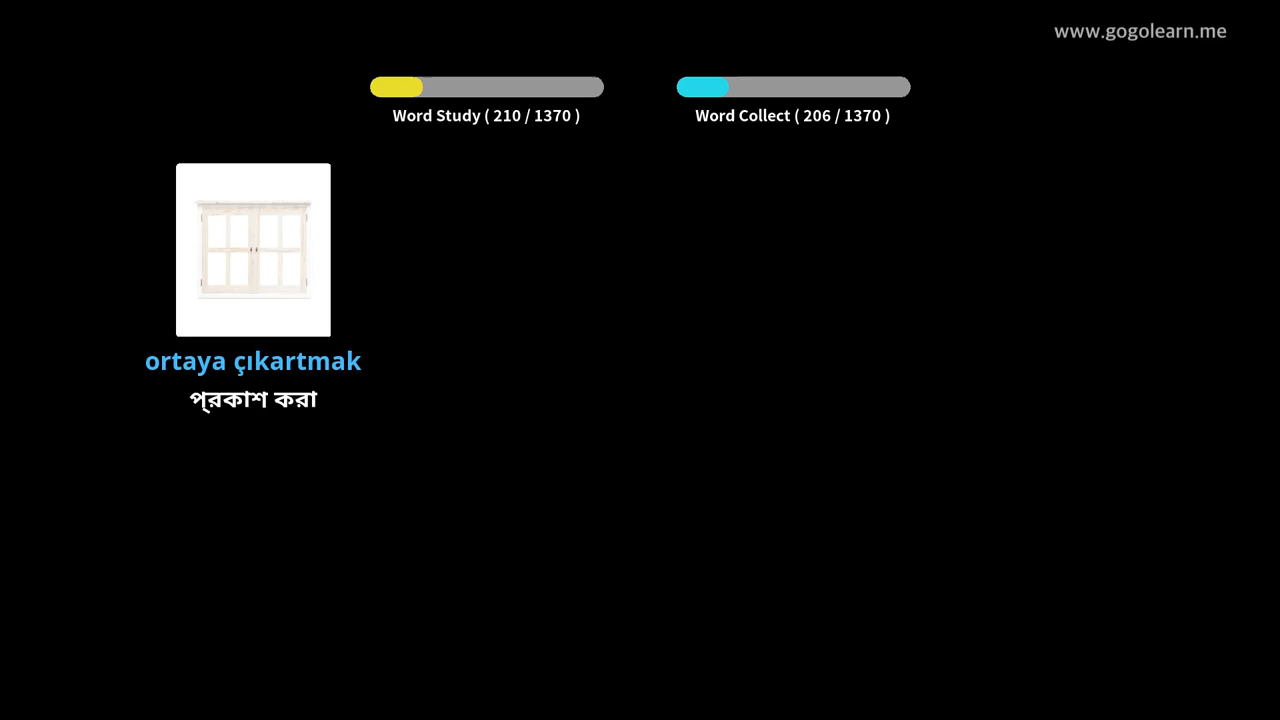 www.gogolearn.me
Word Study ( 210 / 1370 )
Word Collect ( 206 / 1370 )
ortaya çıkartmak
প্রকাশ করা